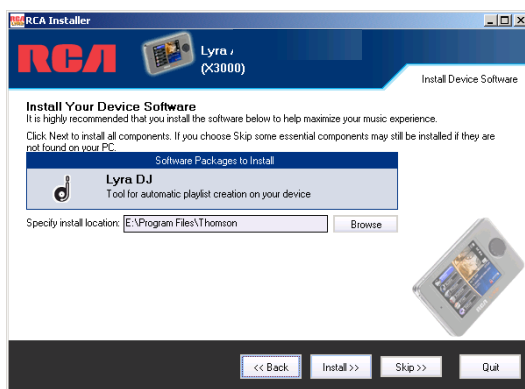 RCA Installer
RCA
Lyra
(X3000)
Install Device Software
Install Your Device Software
It is highly recommended that you install the software below to help maximize your music experience.
Click Next to install all components. If you choose Skip some essential components may still be installed if they are
not found on your PC.
Software Packages to Install
Lyra DJ
Tool for automatic playlist creation on your device
Specify install location: E:\Program Files\Thomson Browse
<< Back Install >> Skip >> Quit